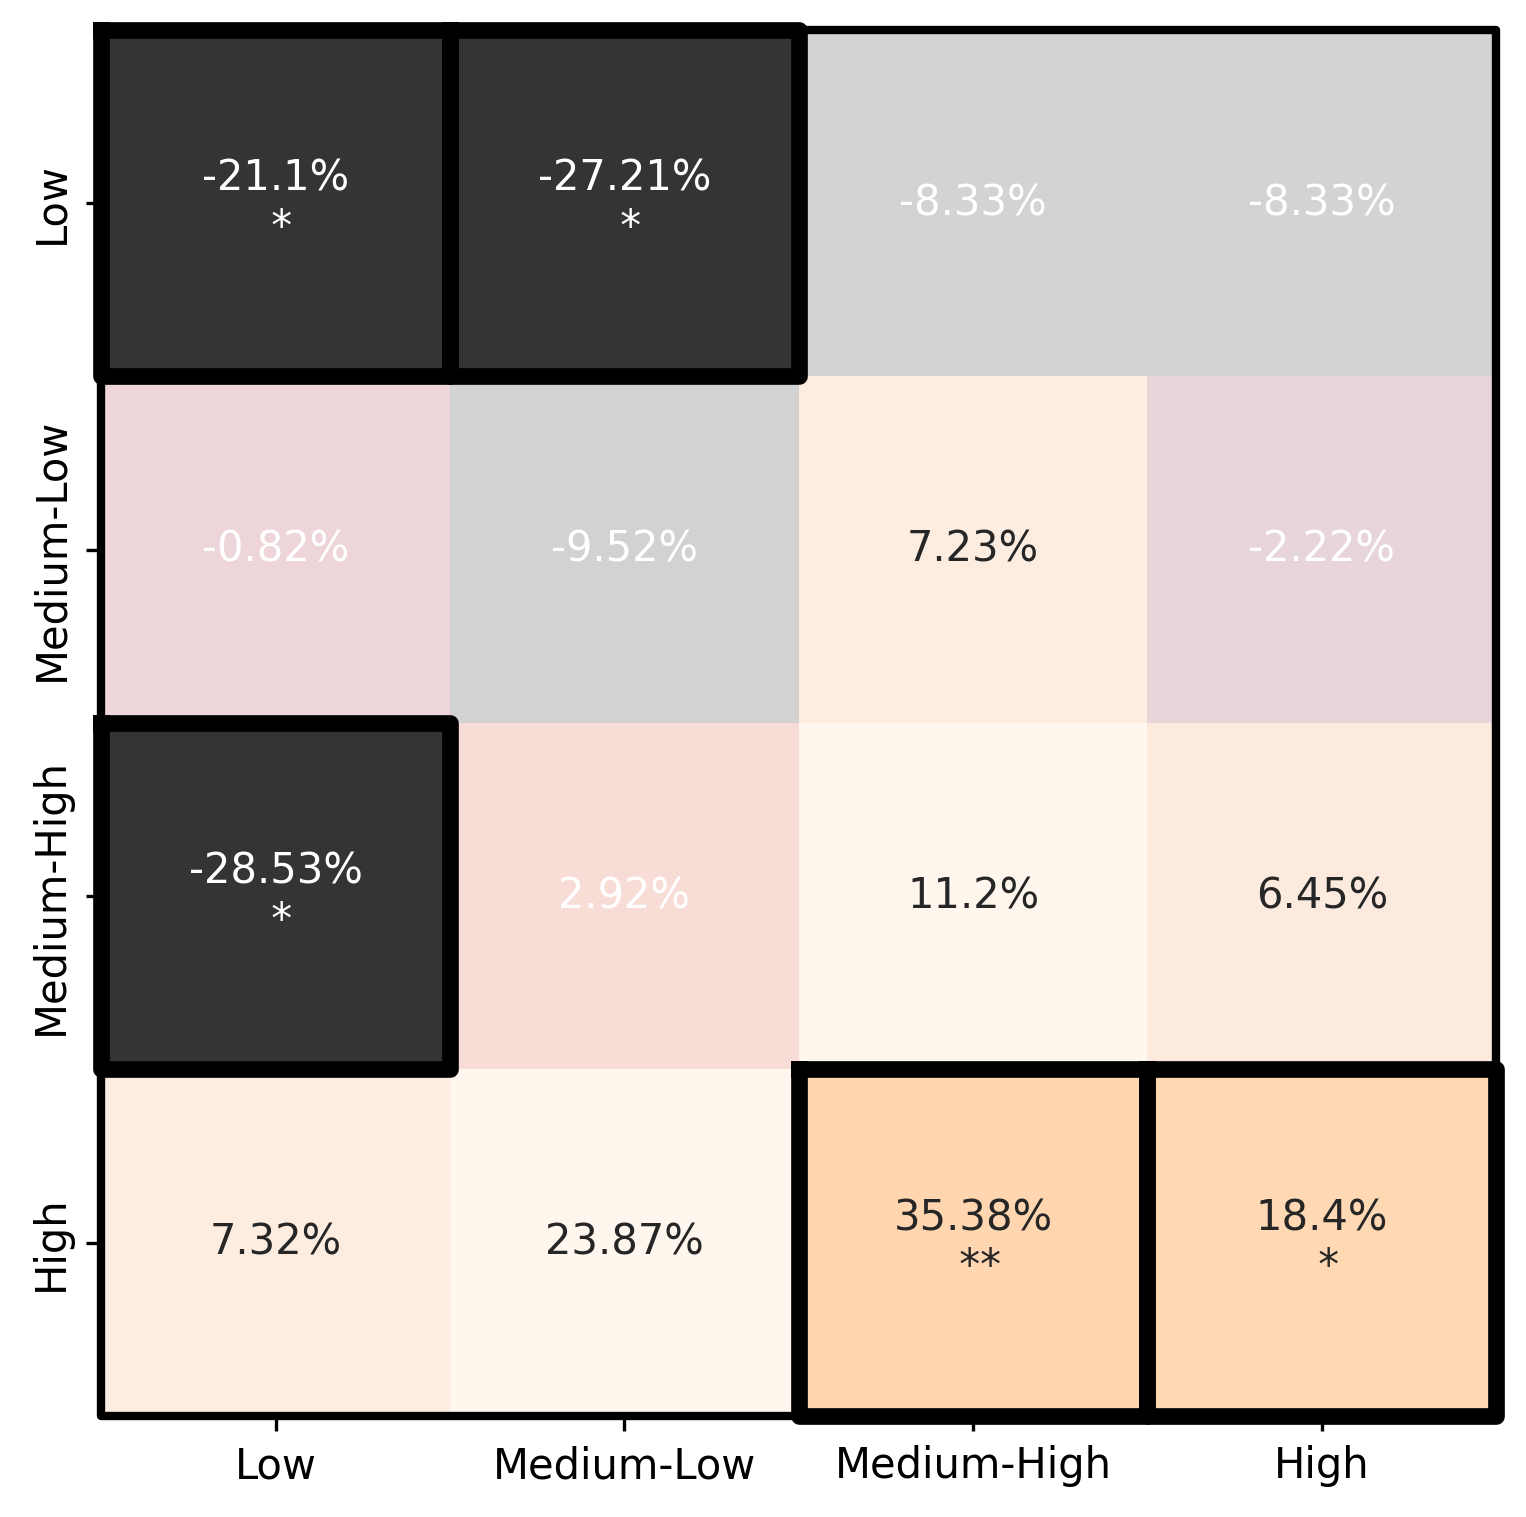 Low
-21.1%
*
-27.21%
*
-8.33%
-8.33%
Medium-Low
-0.82%
-9.52%
7.23%
-2.22%
Medium-High
-28.53%
*
2.92%
11.2%
6.45%
High
7.32%
23.87%
35.38%
**
18.4%
*
Low
Medium-Low
Medium-High
High